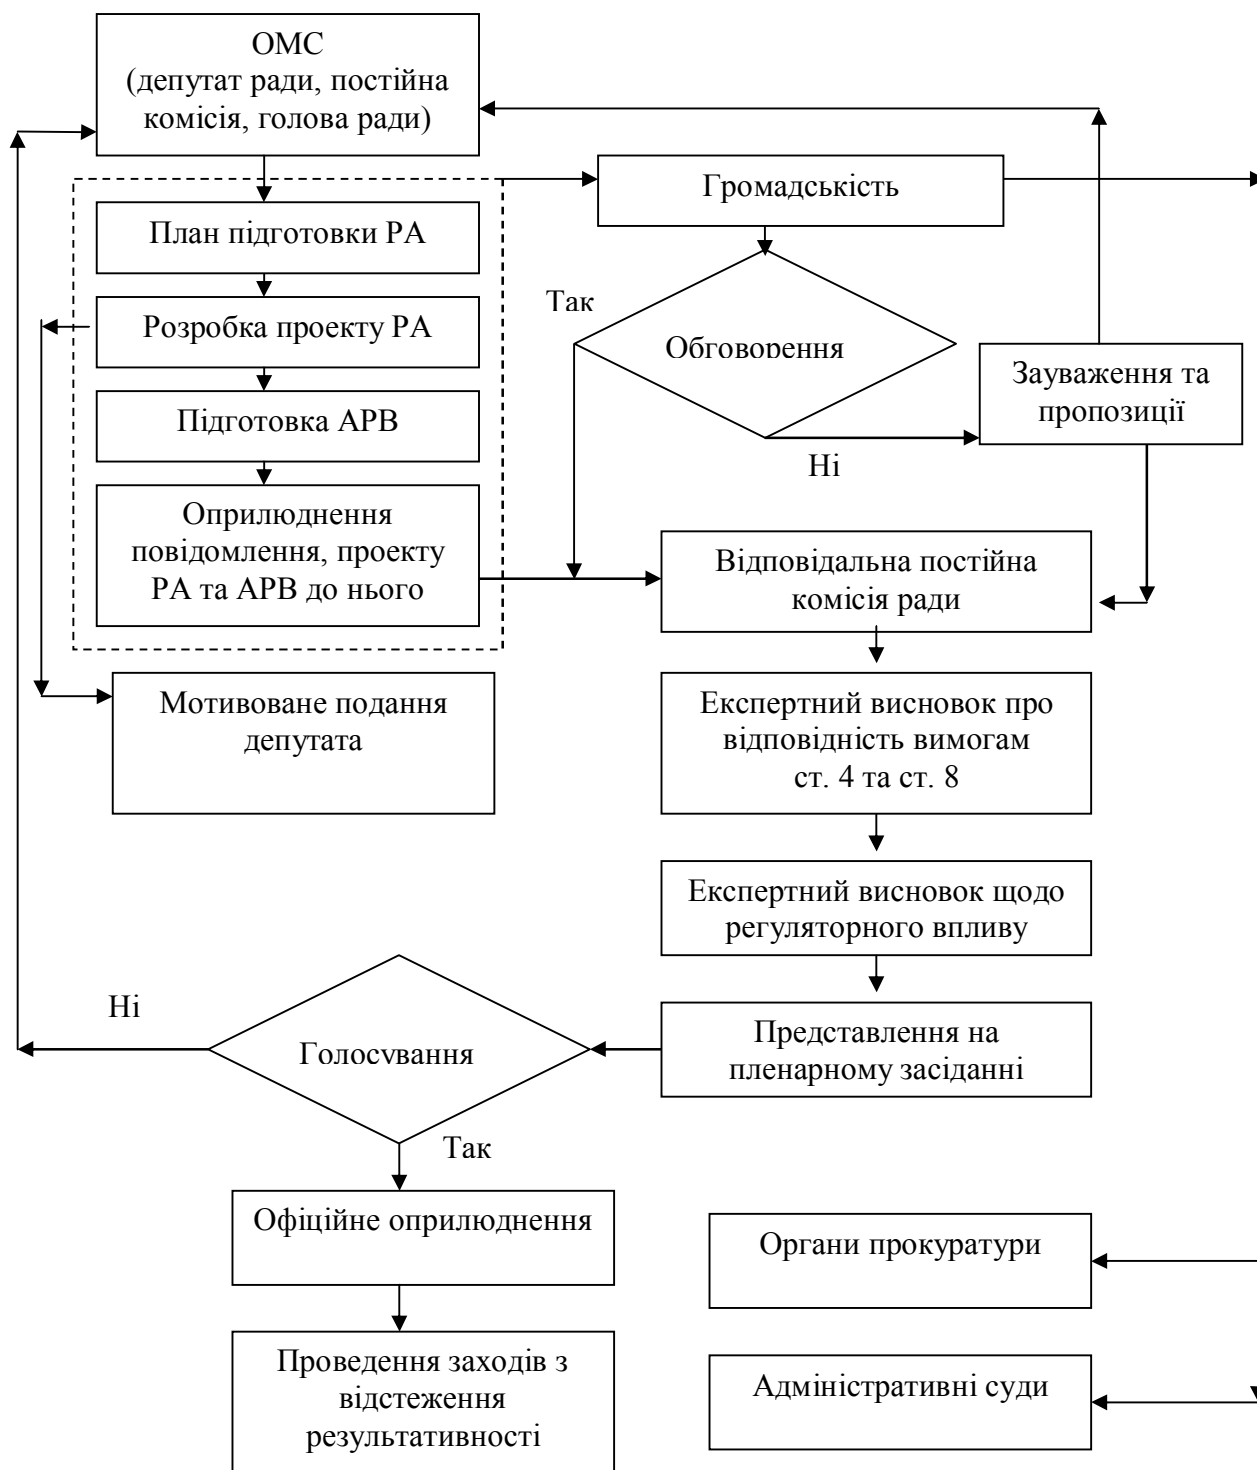 ОМС
(депутат ради, постійна
комісія, голова ради)
Громадськість
План підготовки РА
Так
Розробка проекту РА
Обговорення
Зауваження та
пропозиції
Підготовка АРВ
Ні
Оприлюднення
повідомлення, проекту
РА та АРВ до нього
Відповідальна постійна
комісія ради
Мотивоване подання
депутата
Експертний висновок про
відповідність вимогам
ст. 4 та ст. 8
Експертний висновок щодо
регуляторного впливу
Ні
Представлення на
пленарному засіданні
Голосування
Так
Офіційне оприлюднення
Органи прокуратури
Проведення заходів з
відстеження
результативності
Адміністративні суди